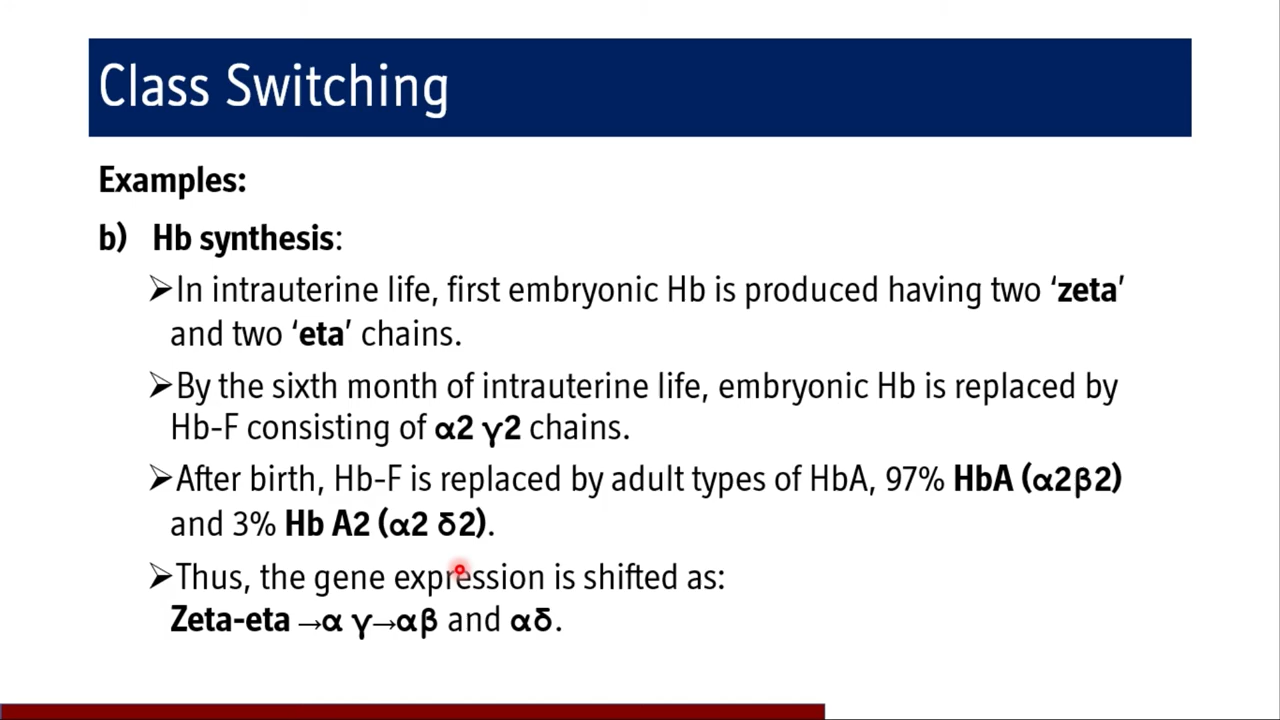 Class Switching
Examples:
b) Hb synthesis:
➢In intrauterine life, first embryonic Hb is produced having two ‘zeta’
and two ‘eta’ chains.
➢By the sixth month of intrauterine life, embryonic Hb is replaced by
Hb-F consisting of α2 γ2 chains.
➢After birth, Hb-F is replaced by adult types of HbA, 97% HbA (α2β2)
and 3% Hb A2 (α2 δ2).
➢Thus, the gene expression is shifted as:
Zeta-eta →α γ→αβ and αδ.